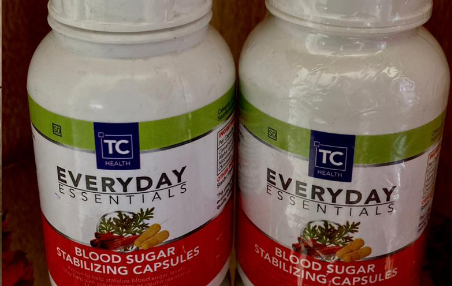 TC
HEALTH
EVERYDAY
ESSENTIALS
BLOOD SUGAR
STABILIZING CAPSULES
TC
HEALTH
EVERYDAY
ESSENTIALS
BLOOD SUGAR
STABILIZING CAPSULES